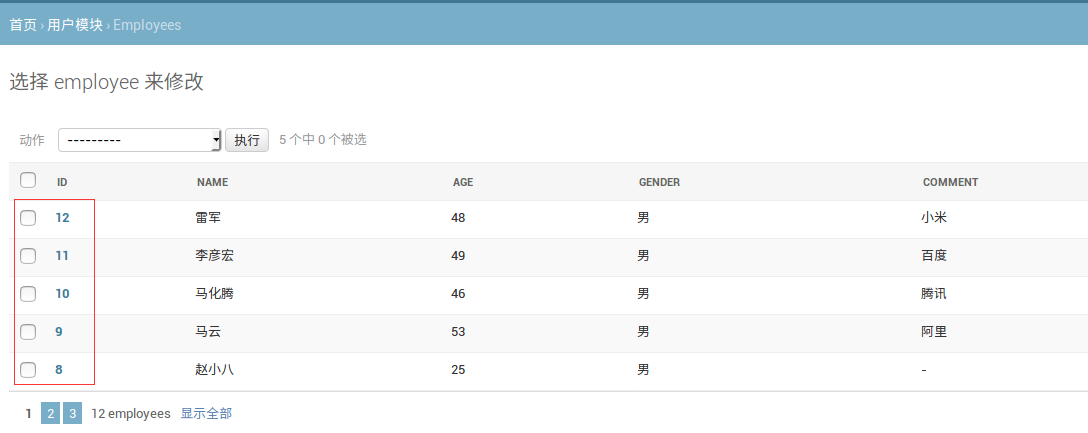 首页 › 用户模块 › Employees
选择 employee 来修改
动作 --------- 执行 5 个中 0 个被选
ID NAME AGE GENDER COMMENT
12 雷军 48 男 小米
11 李彦宏 49 男 百度
10 马化腾 46 男 腾讯
9 马云 53 男 阿里
8 赵小八 25 男 -
1 2 3 12 employees 显示全部